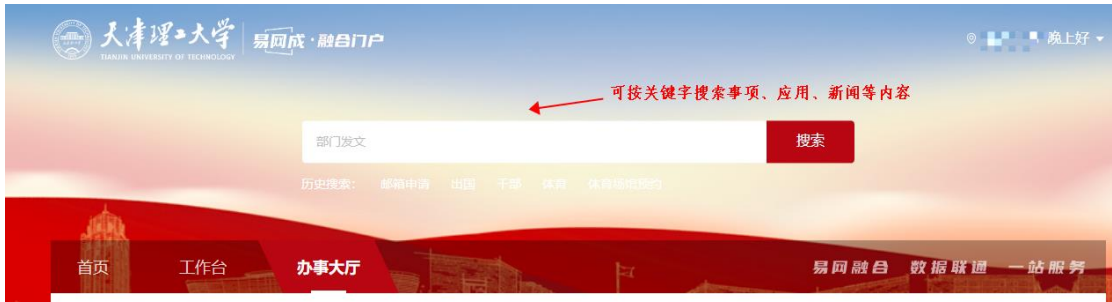 天津理工大学 易网成·融合门户
TIANJIN UNIVERSITY OF TECHNOLOGY
晚上好
可按关键字搜索事项、应用、新闻等内容
部门发文 搜索
历史搜索: 邮箱申请 出国 干部 体育 体育场馆预约
首页 工作台 办事大厅 易网融合 数据联通 一站服务